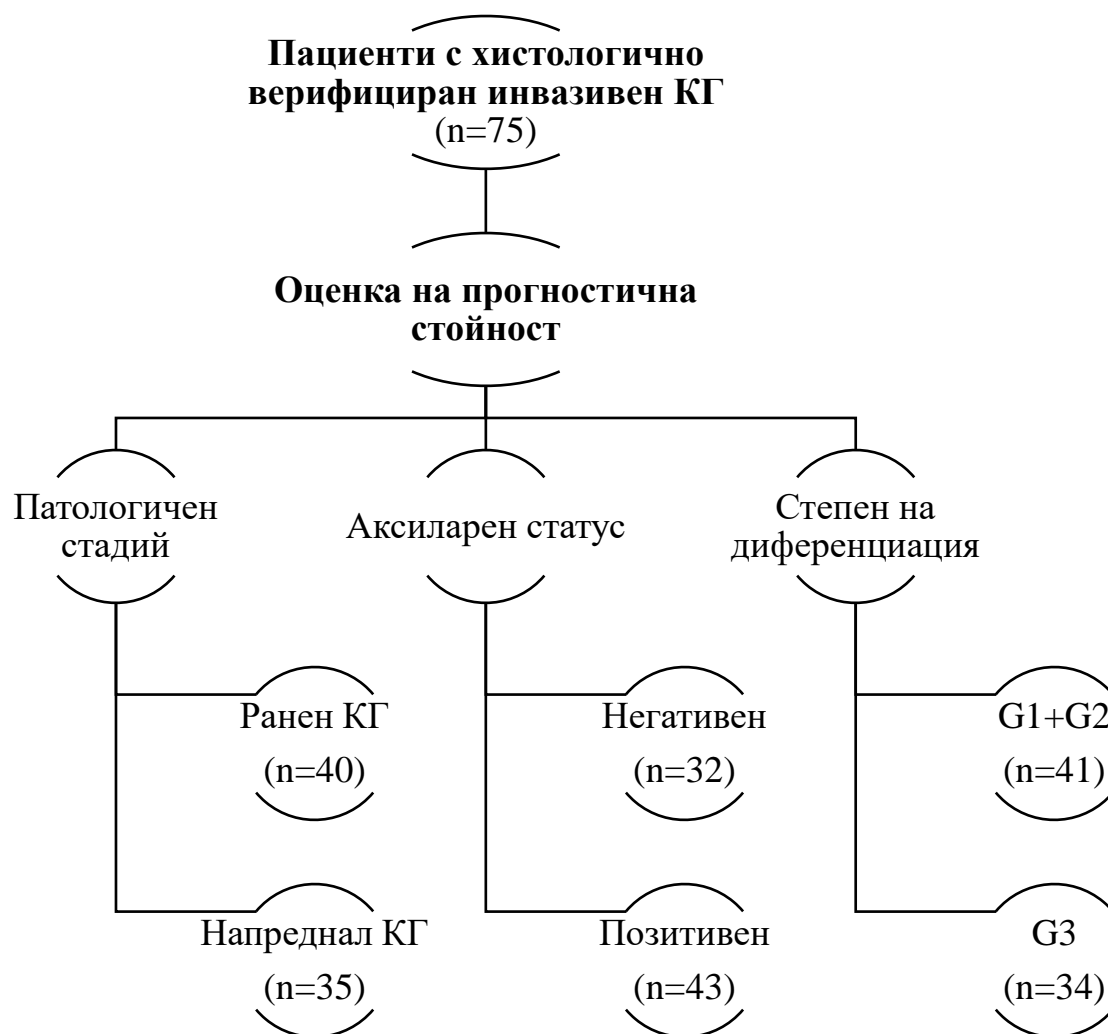 Пациенти с хистологично
верифициран инвазивен КГ
(n=75)
Оценка на прогностична
стойност
Патологичен
стадий
Аксиларен статус
Степен на
диференциация
Ранен КГ
(n=40)
Негативен
(n=32)
G1+G2
(n=41)
Напреднал КГ
(n=35)
Позитивен
(n=43)
G3
(n=34)